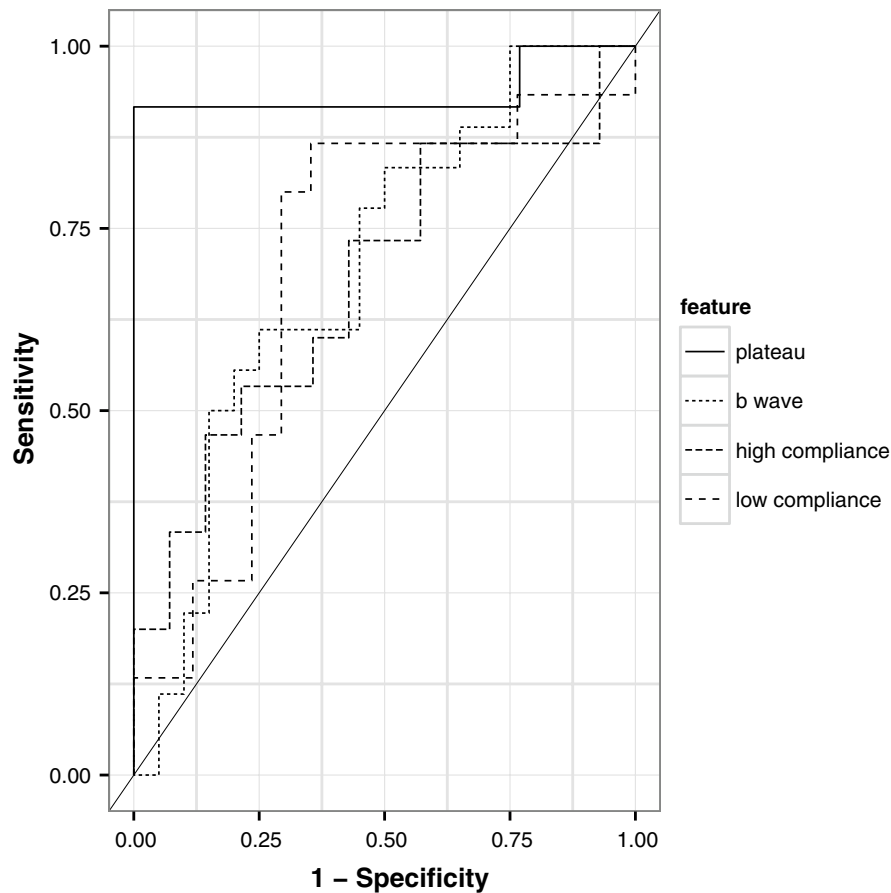 1.00
0.75
0.50
0.25
0.00
Sensitivity
0.00 0.25 0.50 0.75 1.00
1 − Specificity
feature
plateau
b wave
high compliance
low compliance